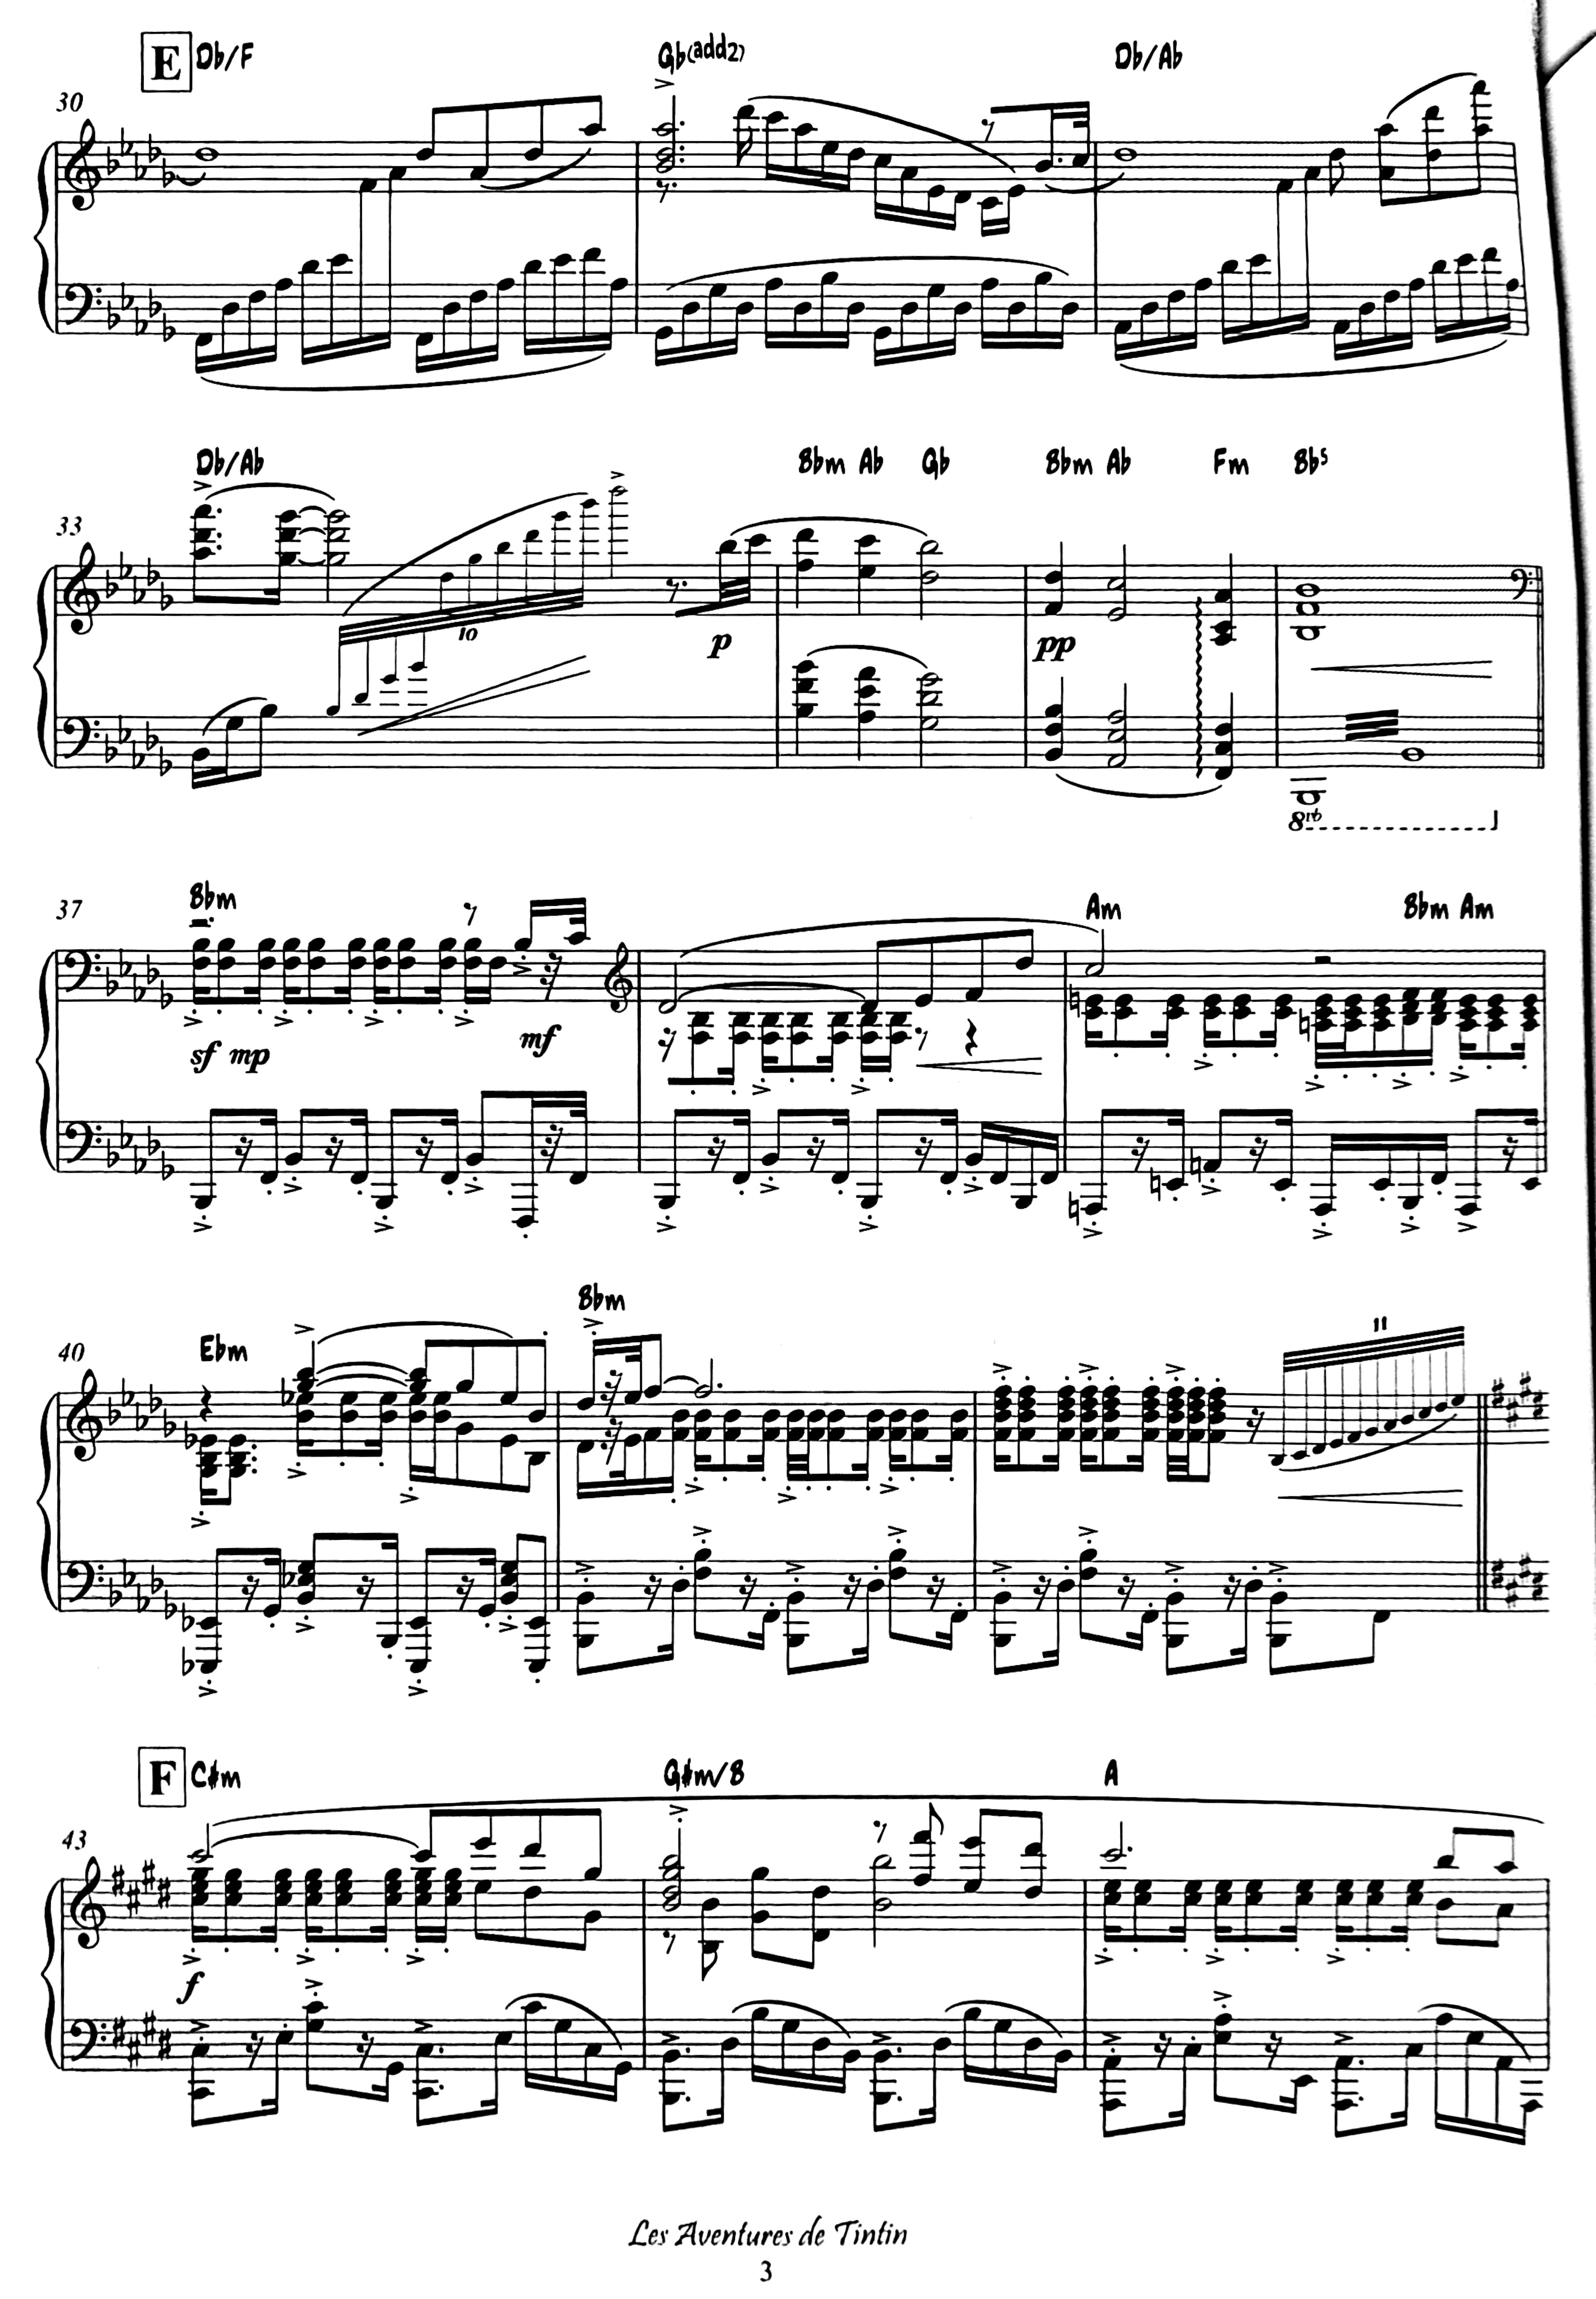 E Db/F Gb(add2) Db/Ab
30
Db/Ab Bbm Ab Gb Bbm Ab Fm Bb5
33
10
p pp
8vb
37 Bbm Am Bbm Am
sf mp mf
Bbm
40 Ebm 11
F C#m G#m/B A
43
f
Les Aventures de Tintin
3